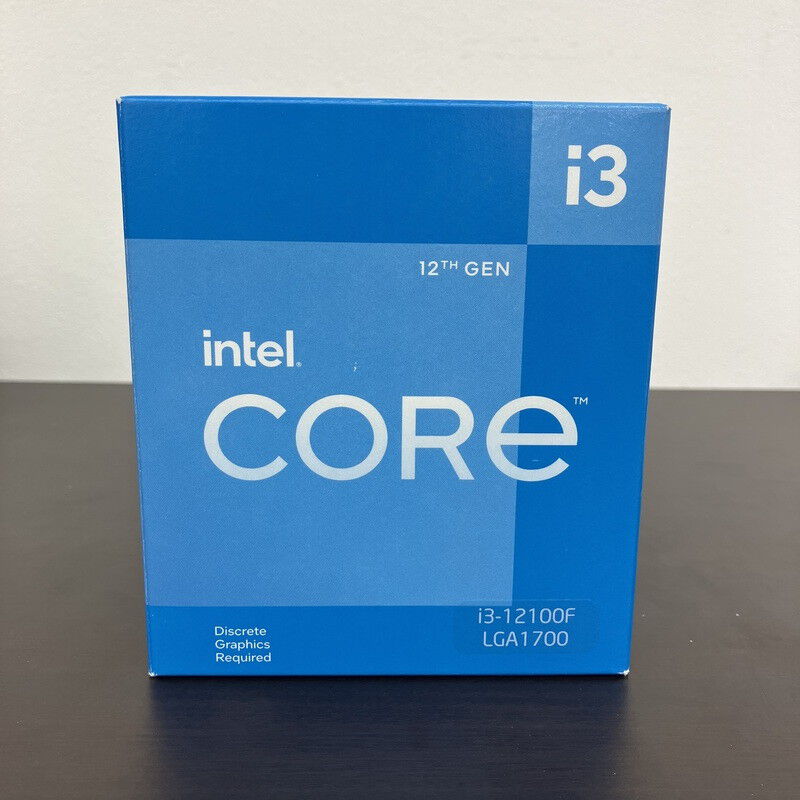 i3
12TH GEN
intel.
CORe™
Discrete
Graphics
Required
i3-12100F
LGA1700